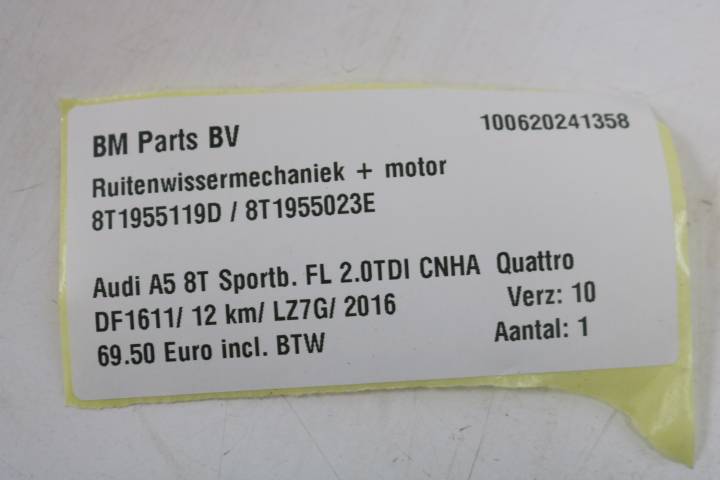 BM Parts BV 100620241358
Ruitenwissermechaniek + motor
8T1955119D / 8T1955023E
Audi A5 8T Sportb. FL 2.0TDI CNHA Quattro
DF1611/ 12 km/ LZ7G/ 2016 Verz: 10
69.50 Euro incl. BTW Aantal: 1